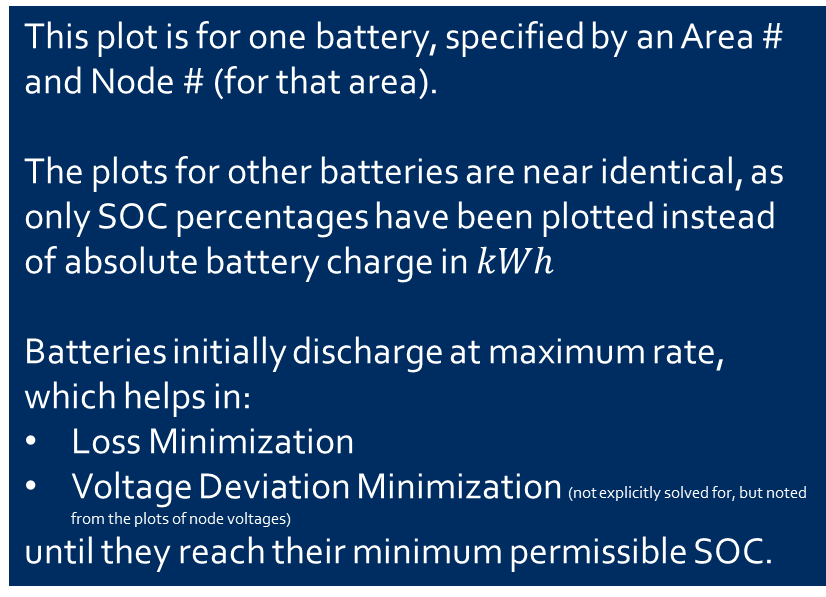 This plot is for one battery, specified by an Area #
and Node # (for that area).
The plots for other batteries are near identical, as
only SOC percentages have been plotted instead
of absolute battery charge in kWh
Batteries initially discharge at maximum rate,
which helps in:
• Loss Minimization
• Voltage Deviation Minimization (not explicitly solved for, but noted
from the plots of node voltages)
until they reach their minimum permissible SOC.